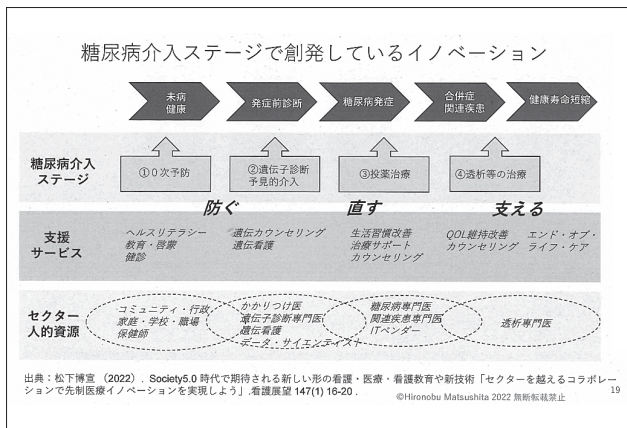 糖尿病介入ステージで創発しているイノベーション
未病
健康
発症前診断
糖尿病発症
合併症
関連疾患
健康寿命短縮
糖尿病介入
ステージ
①０次予防
②遺伝子診断
予見的介入
③投薬治療
④透析等の治療
防ぐ
直す
支える
支援
サービス
ヘルスリテラシー
教育・啓蒙
健診
遺伝カウンセリング
遺伝看護
生活習慣改善
治療サポート
カウンセリング
QOL維持改善
カウンセリング
エンド・オブ・
ライフ・ケア
セクター
人的資源
コミュニティ・行政
家庭・学校・職場
保健師
かかりつけ医
遺伝子診断専門医
遺伝看護
データ・サイエンティスト
糖尿病専門医
関連疾患専門医
ITベンダー
透析専門医
出典：松下博宣 （2022）. Society5.0 時代で期待される新しい形の看護・医療・看護教育や新技術「セクターを越えるコラボレー
ションで先制医療イノベーションを実現しよう」.看護展望 147(1) 16-20 .
©Hironobu Matsushita 2022 無断転載禁止
19